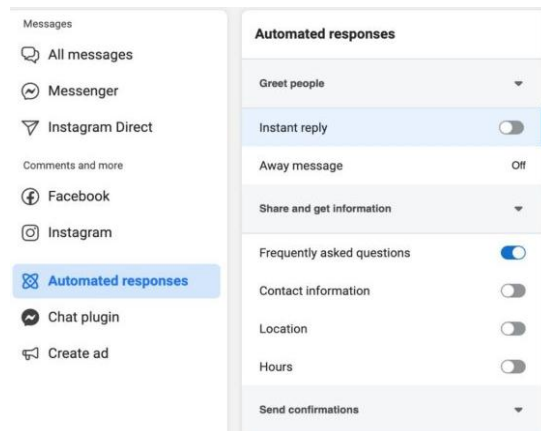 Messages
All messages
Messenger
Instagram Direct
Comments and more
Facebook
Instagram
Automated responses
Chat plugin
Create ad
Automated responses
Greet people
Instant reply
Away message Off
Share and get information
Frequently asked questions
Contact information
Location
Hours
Send confirmations